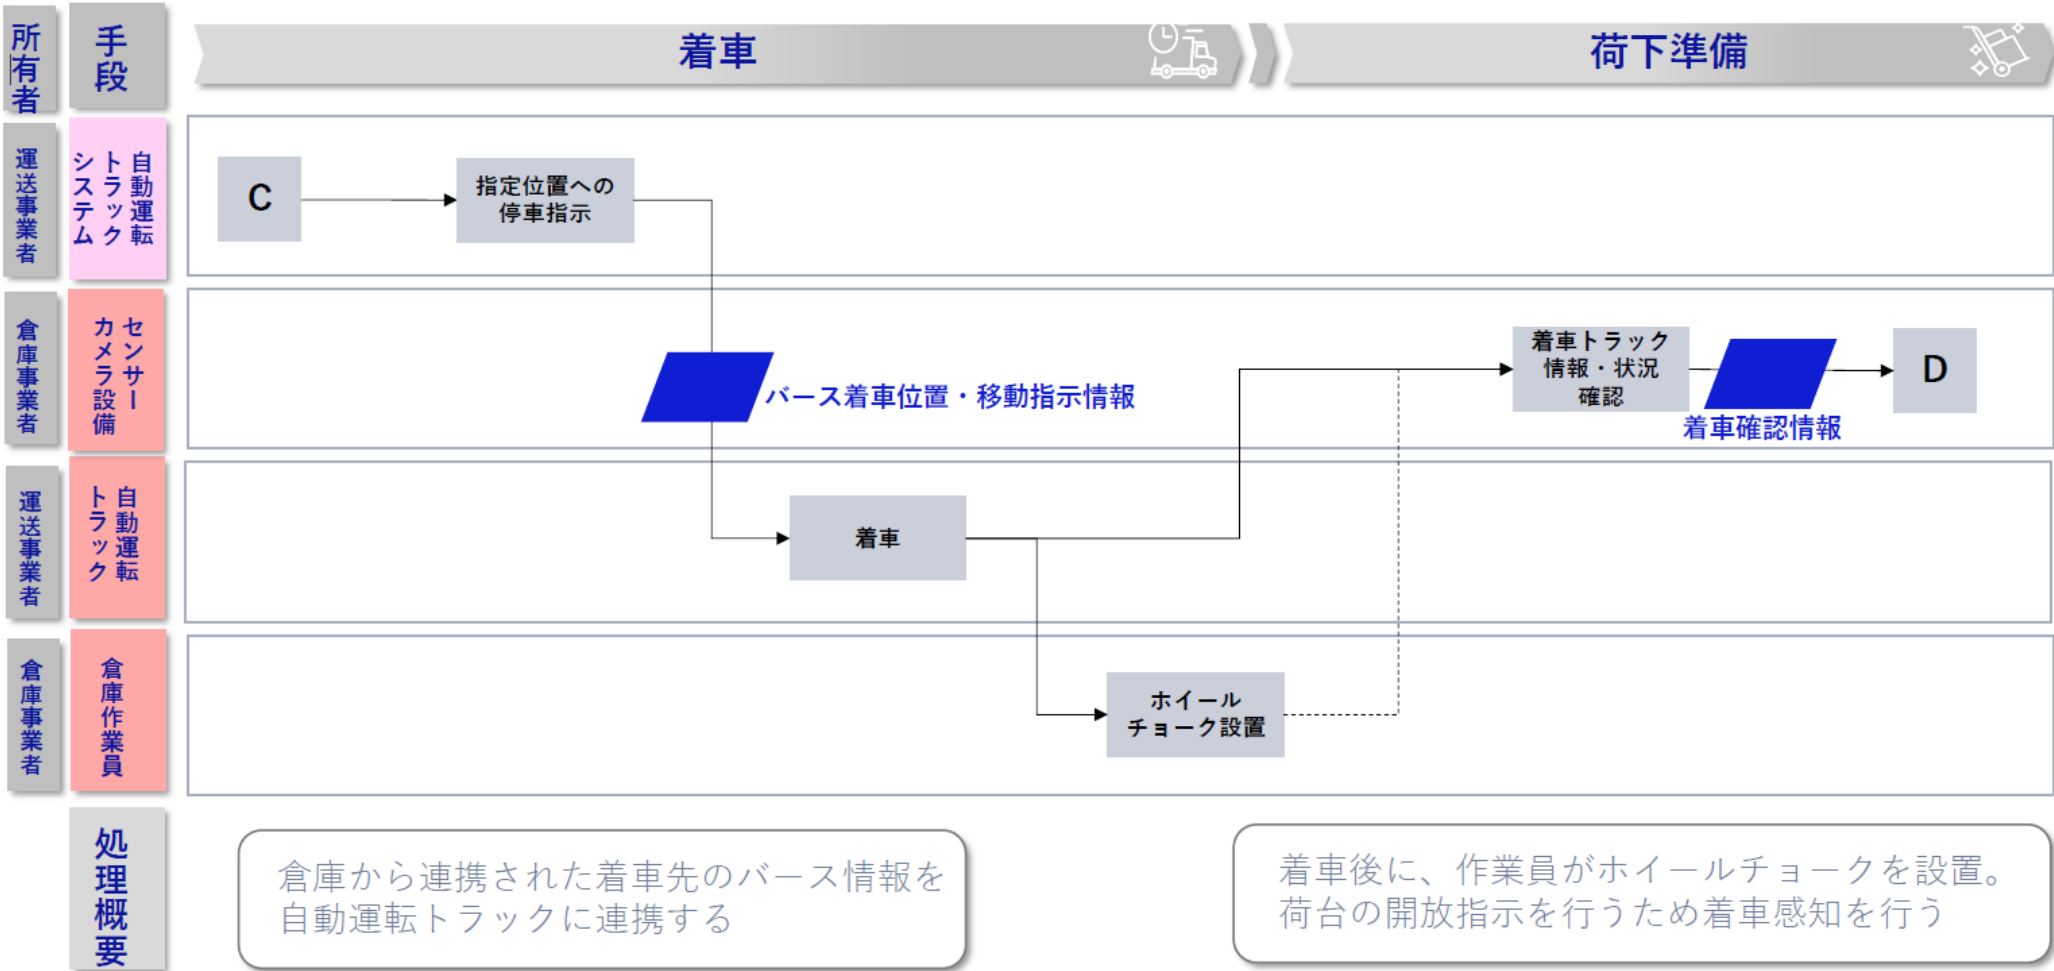 所有者
手段
着車
荷下準備
運送事業者
自動運転
トラック
システム
C
指定位置への
停車指示
倉庫事業者
センサー
カメラ設備
バース着車位置・移動指示情報
着車トラック
情報・状況
確認
着車確認情報
D
運送事業者
自動運転
トラック
着車
倉庫事業者
倉庫作業員
ホイール
チョーク設置
処理概要
倉庫から連携された着車先のバース情報を
自動運転トラックに連携する
着車後に、作業員がホイールチョークを設置。
荷台の開放指示を行うため着車感知を行う